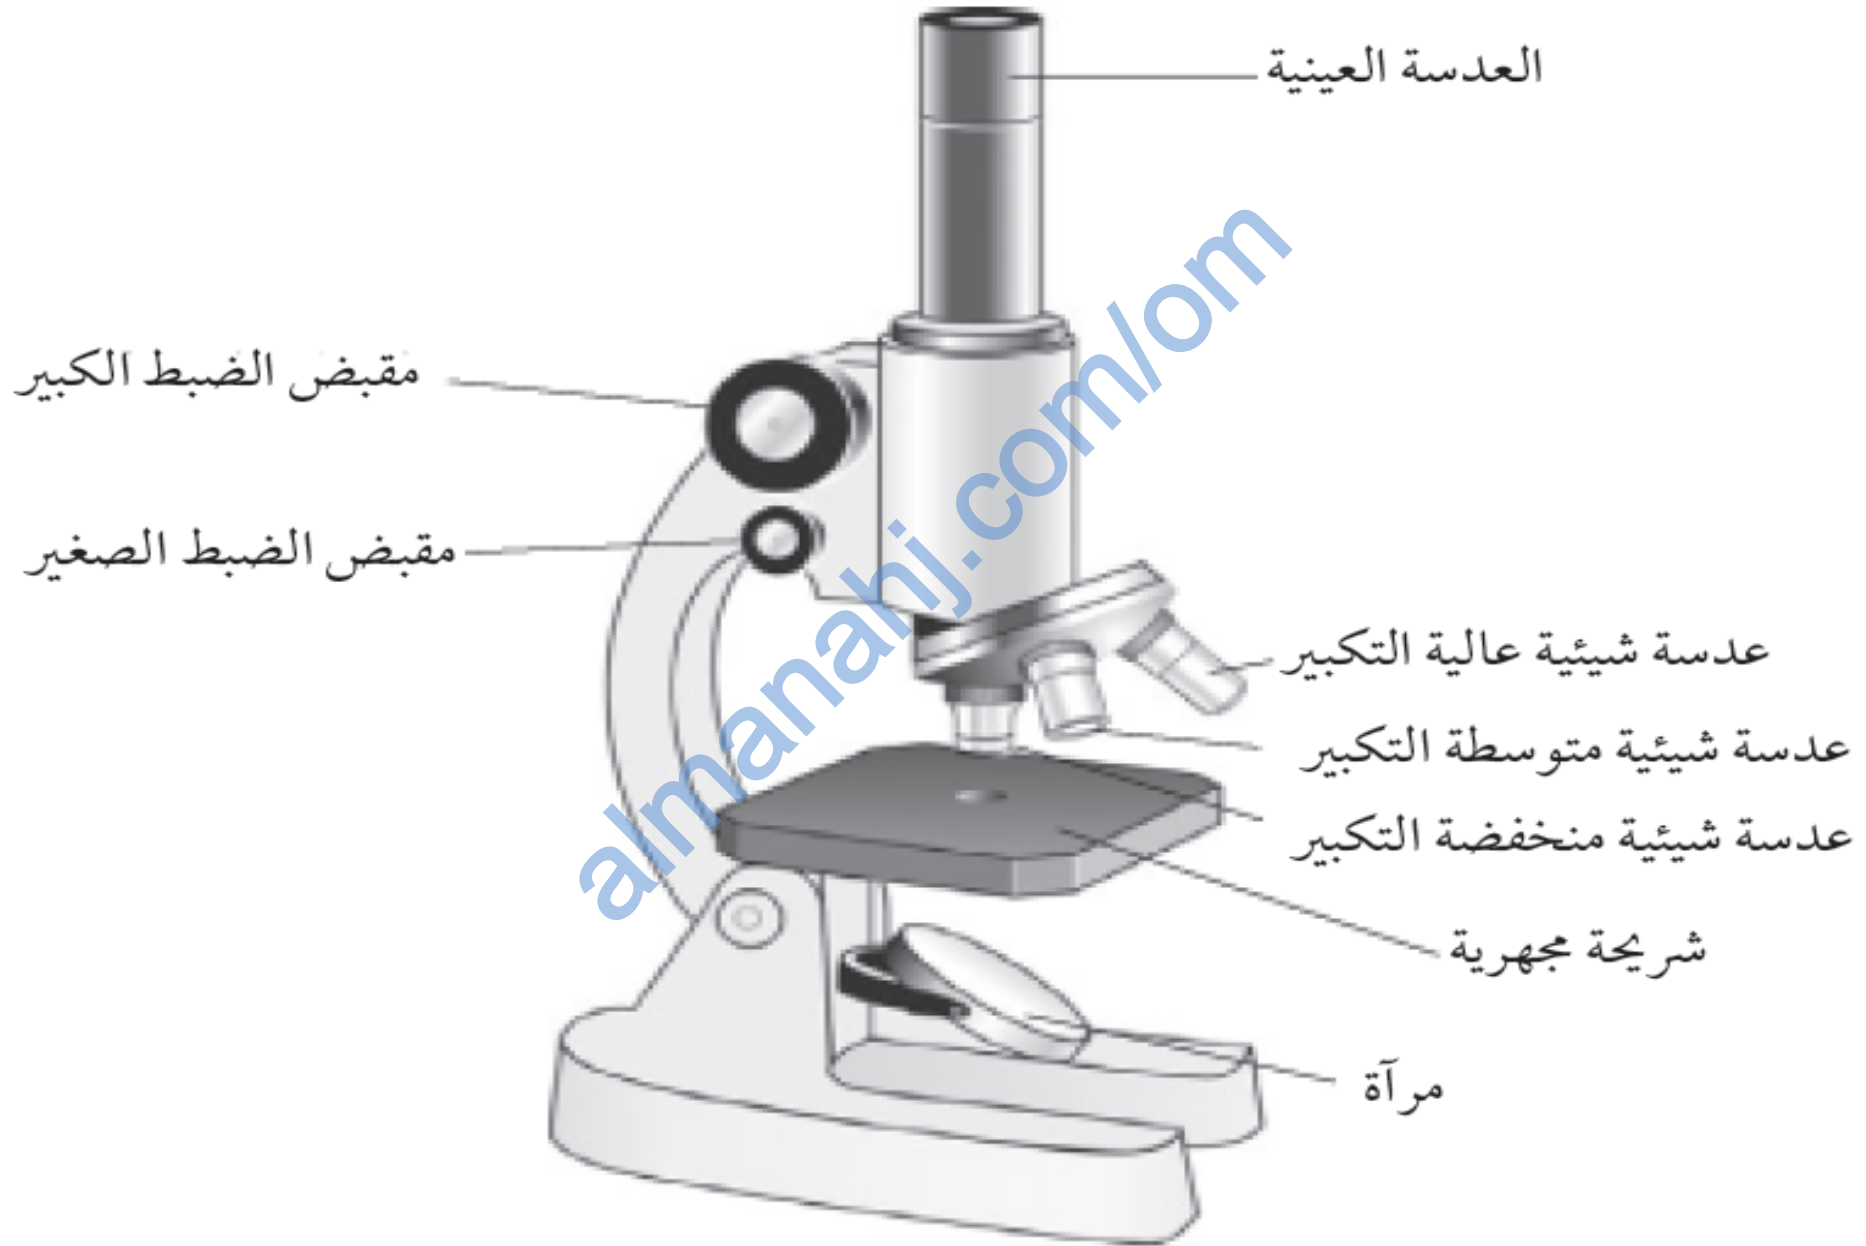 العدسة العينية
مقبض الضبط الكبير
مقبض الضبط الصغير
عدسة شيئية عالية التكبير
عدسة شيئية متوسطة التكبير
عدسة شيئية منخفضة التكبير
شريحة مجهرية
مرآة
almanahj.com/om